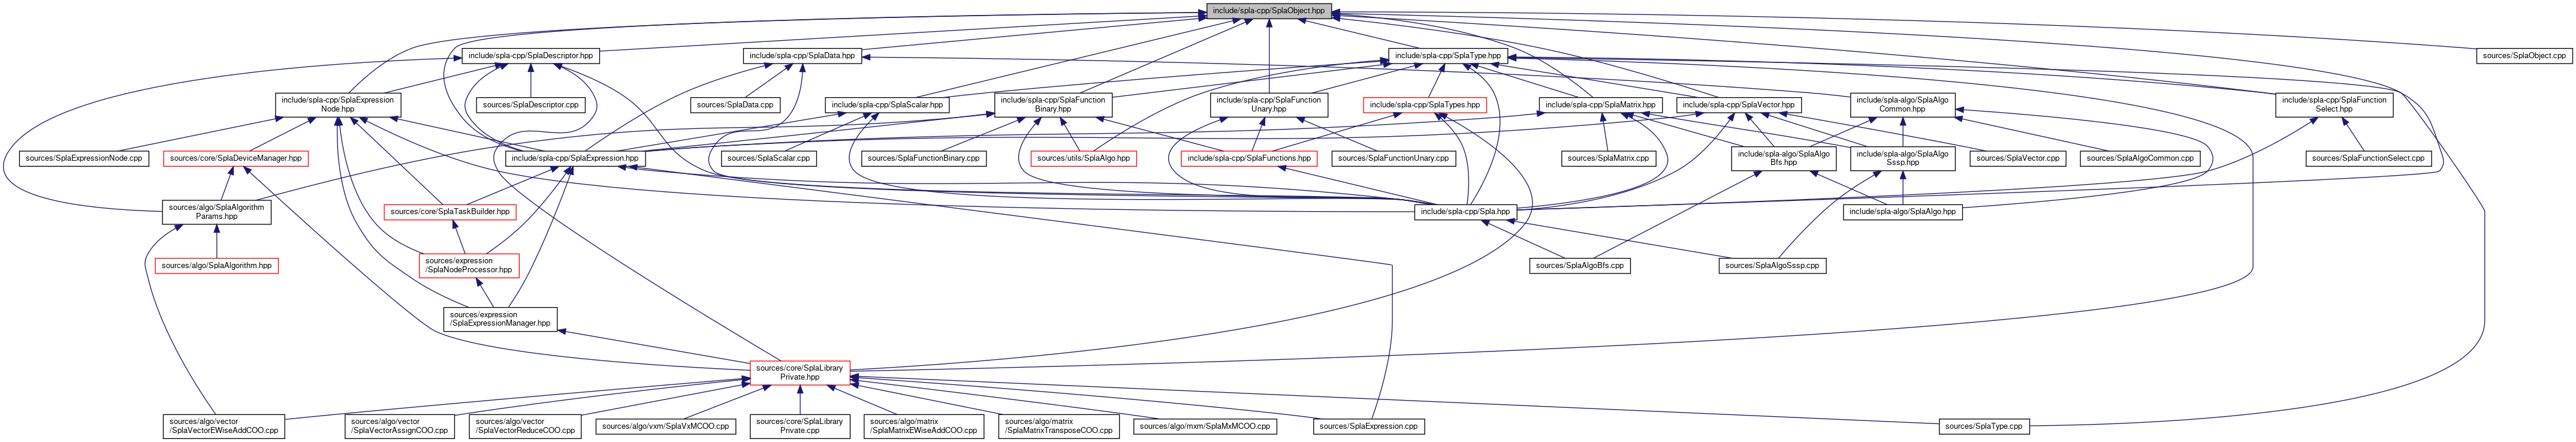 include/spla-cpp/SplaObject.hpp
include/spla-cpp/SplaDescriptor.hpp
include/spla-cpp/SplaData.hpp
include/spla-cpp/SplaType.hpp
sources/SplaObject.cpp
include/spla-cpp/SplaExpression
Node.hpp
sources/SplaDescriptor.cpp
sources/SplaData.cpp
include/spla-cpp/SplaScalar.hpp
include/spla-cpp/SplaFunction
Binary.hpp
include/spla-cpp/SplaFunction
Unary.hpp
include/spla-cpp/SplaTypes.hpp
include/spla-cpp/SplaMatrix.hpp
include/spla-cpp/SplaVector.hpp
include/spla-algo/SplaAlgo
Common.hpp
include/spla-cpp/SplaFunction
Select.hpp
sources/SplaExpressionNode.cpp
sources/core/SplaDeviceManager.hpp
include/spla-cpp/SplaExpression.hpp
sources/SplaScalar.cpp
sources/SplaFunctionBinary.cpp
sources/utils/SplaAlgo.hpp
include/spla-cpp/SplaFunctions.hpp
sources/SplaFunctionUnary.cpp
sources/SplaMatrix.cpp
include/spla-algo/SplaAlgo
Bfs.hpp
include/spla-algo/SplaAlgo
Sssp.hpp
sources/SplaVector.cpp
sources/SplaAlgoCommon.cpp
sources/SplaFunctionSelect.cpp
sources/algo/SplaAlgorithm
Params.hpp
sources/core/SplaTaskBuilder.hpp
include/spla-cpp/Spla.hpp
include/spla-algo/SplaAlgo.hpp
sources/algo/SplaAlgorithm.hpp
sources/expression
/SplaNodeProcessor.hpp
sources/SplaAlgoBfs.cpp
sources/SplaAlgoSssp.cpp
sources/expression
/SplaExpressionManager.hpp
sources/core/SplaLibrary
Private.hpp
sources/algo/vector
/SplaVectorEWiseAddCOO.cpp
sources/algo/vector
/SplaVectorAssignCOO.cpp
sources/algo/vector
/SplaVectorReduceCOO.cpp
sources/algo/vxm/SplaVxMCOO.cpp
sources/core/SplaLibrary
Private.cpp
sources/algo/matrix
/SplaMatrixEWiseAddCOO.cpp
sources/algo/matrix
/SplaMatrixTransposeCOO.cpp
sources/algo/mxm/SplaMxMCOO.cpp
sources/SplaExpression.cpp
sources/SplaType.cpp